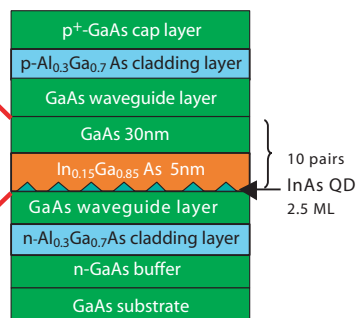 p⁺-GaAs cap layer
p-Al₀.₃Ga₀.₇ As cladding layer
GaAs waveguide layer
GaAs 30nm
In₀.₁₅Ga₀.₈₅ As 5nm
GaAs waveguide layer
n-Al₀.₃Ga₀.₇As cladding layer
n-GaAs buffer
GaAs substrate
10 pairs
InAs QD
2.5 ML